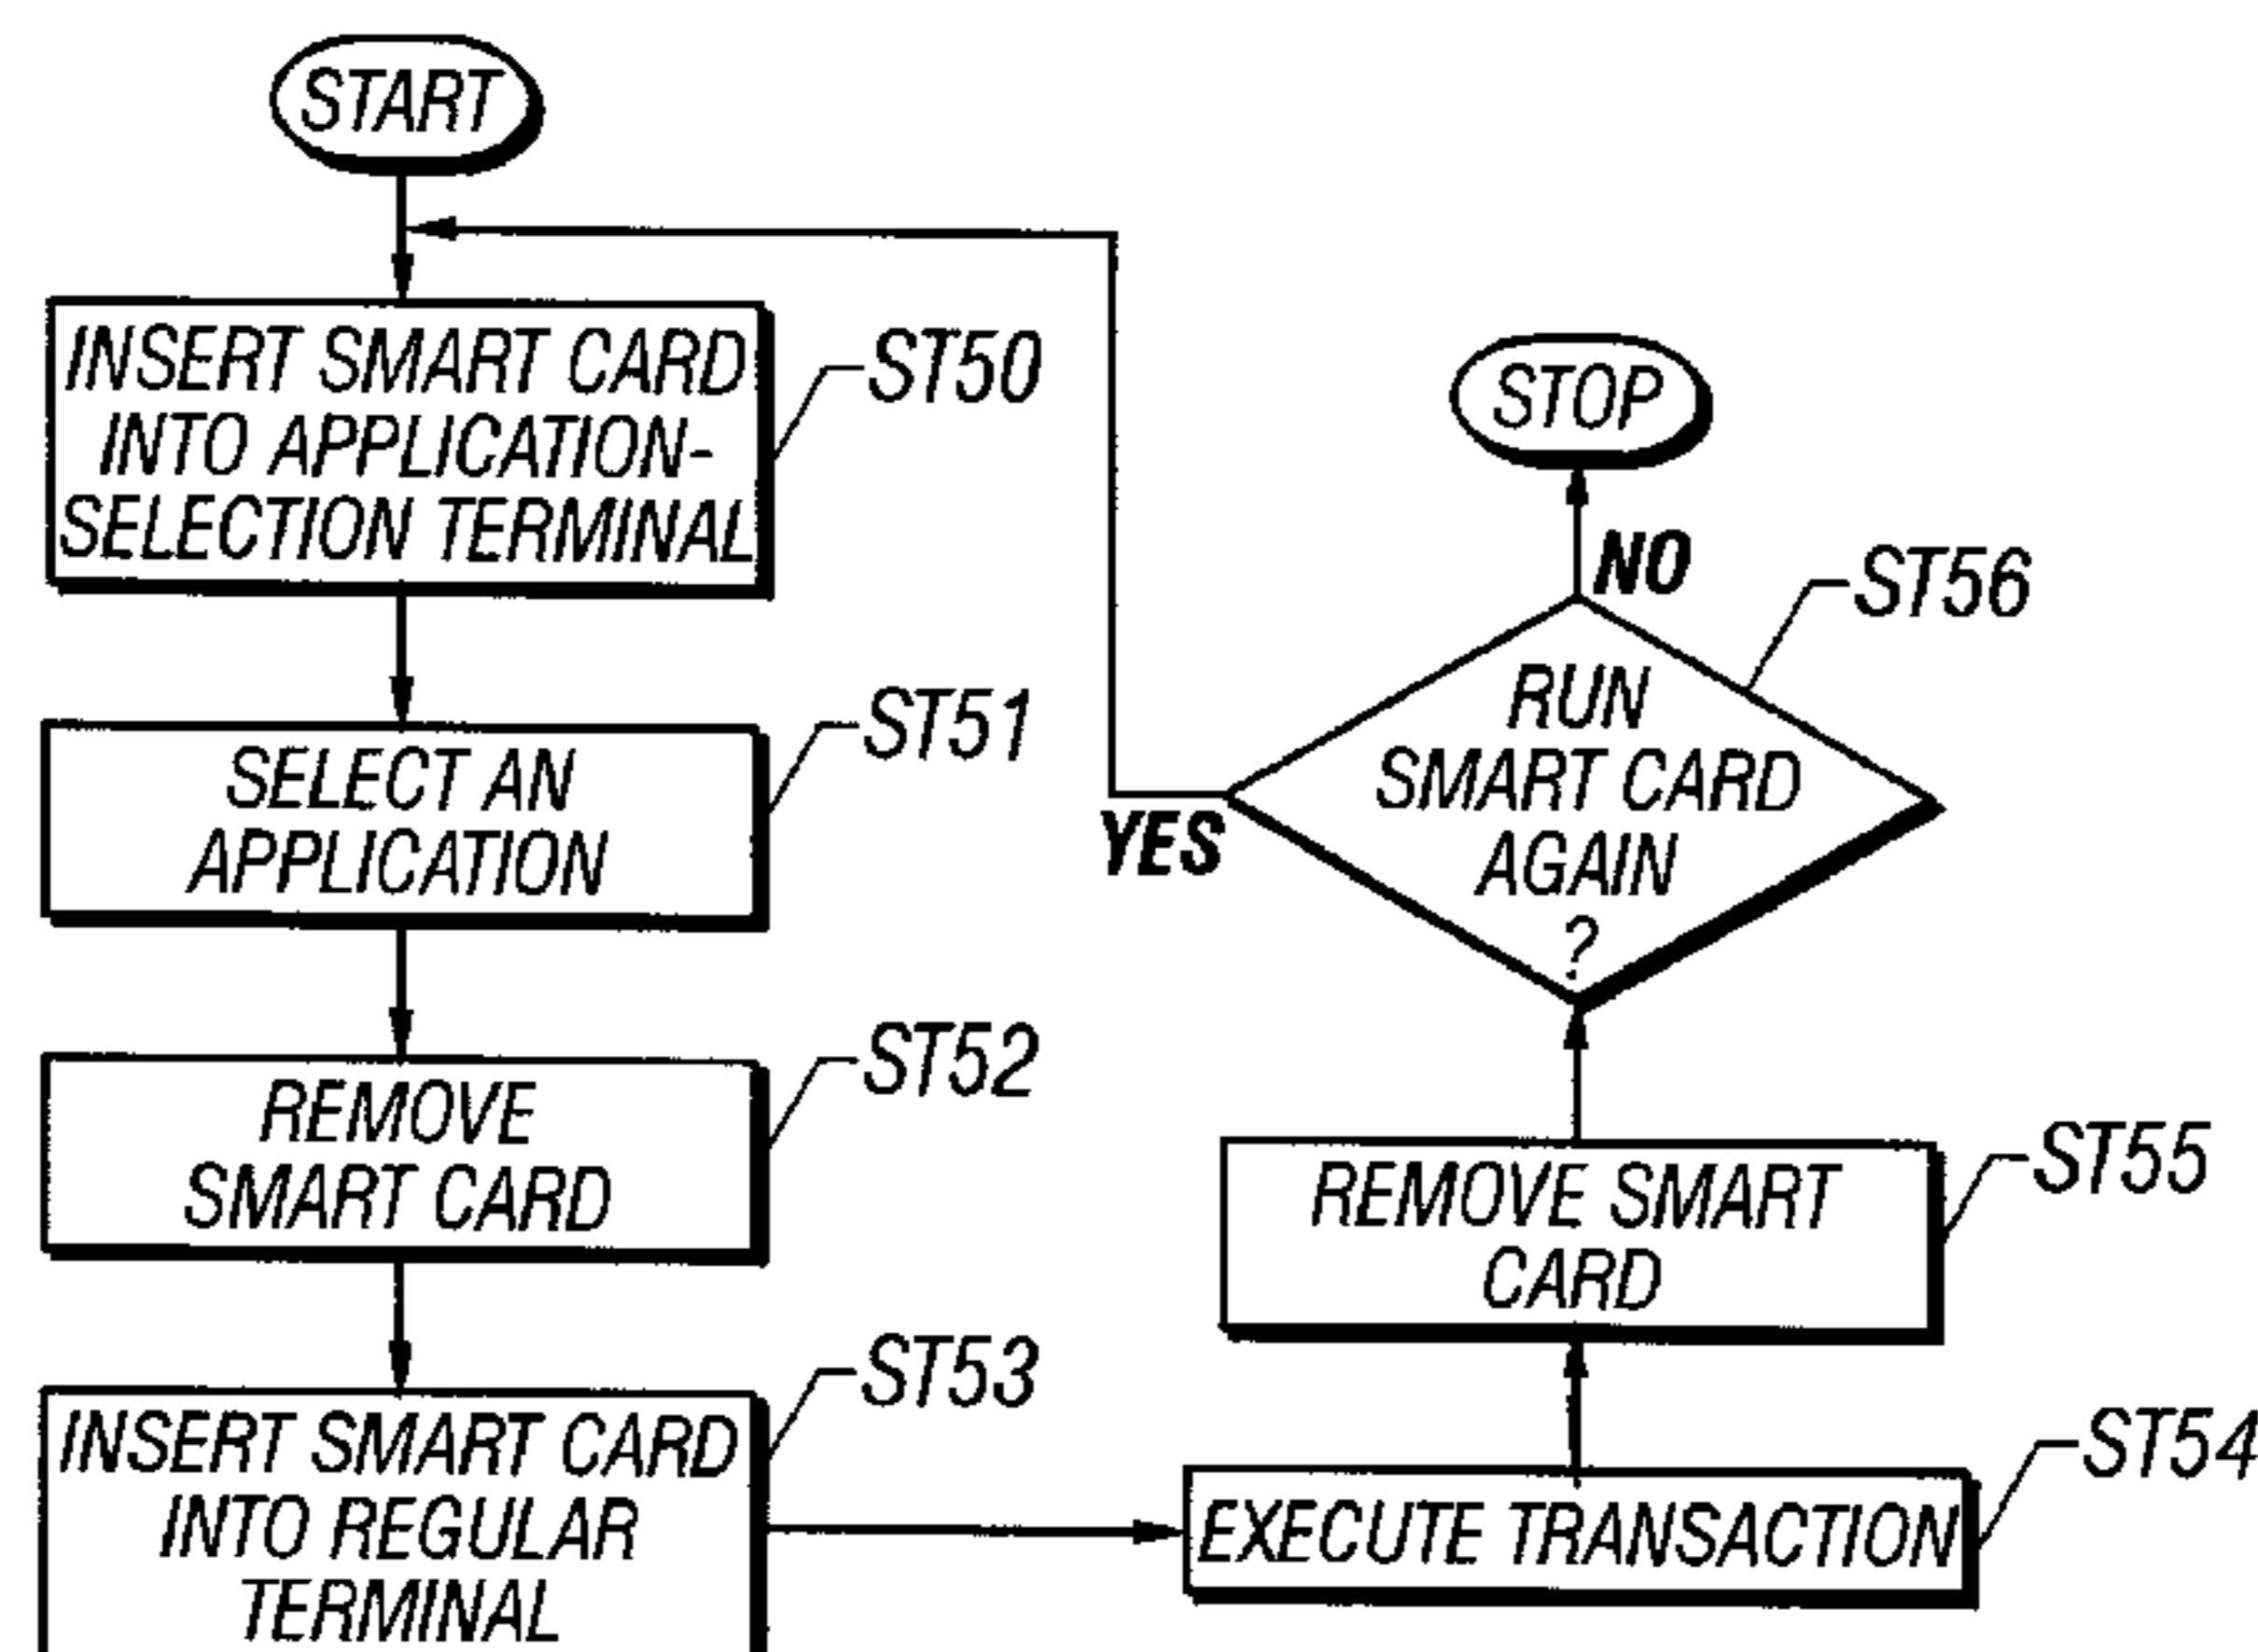 START
INSERT SMART CARD
INTO APPLICATION-
SELECTION TERMINAL
ST50
SELECT AN
APPLICATION
ST51
REMOVE
SMART CARD
ST52
INSERT SMART CARD
INTO REGULAR
TERMINAL
ST53
EXECUTE TRANSACTION
ST54
REMOVE SMART
CARD
ST55
RUN
SMART CARD
AGAIN
?
ST56
YES
NO
STOP